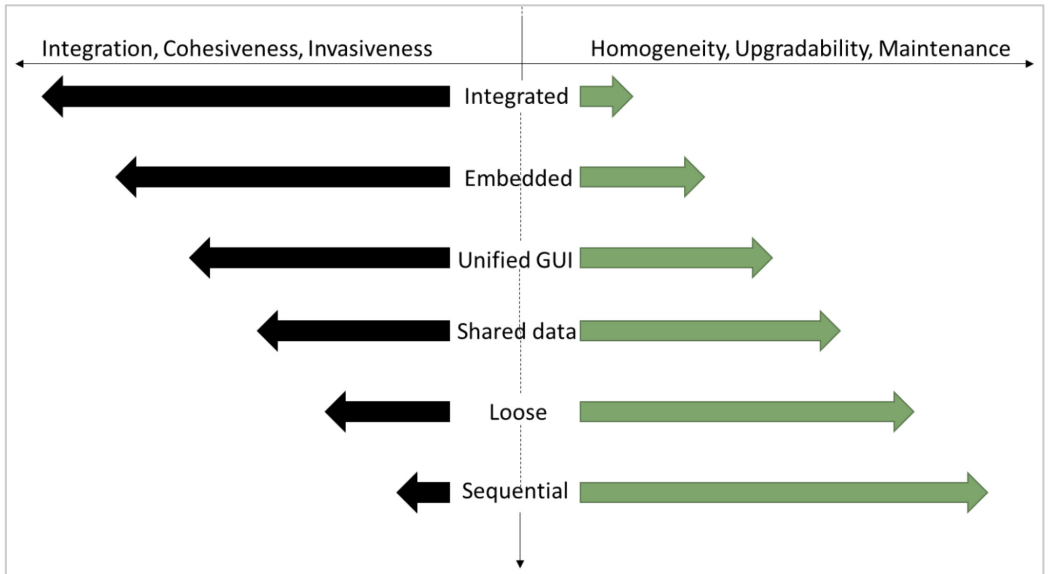 Integration, Cohesiveness, Invasiveness
Homogeneity, Upgradability, Maintenance
Integrated
Embedded
Unified GUI
Shared data
Loose
Sequential